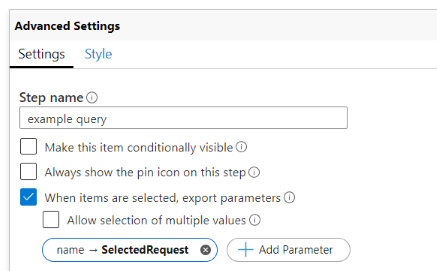 Advanced Settings
Settings Style
Step name
example query
Make this item conditionally visible
Always show the pin icon on this step
When items are selected, export parameters
Allow selection of multiple values
name → SelectedRequest Add Parameter